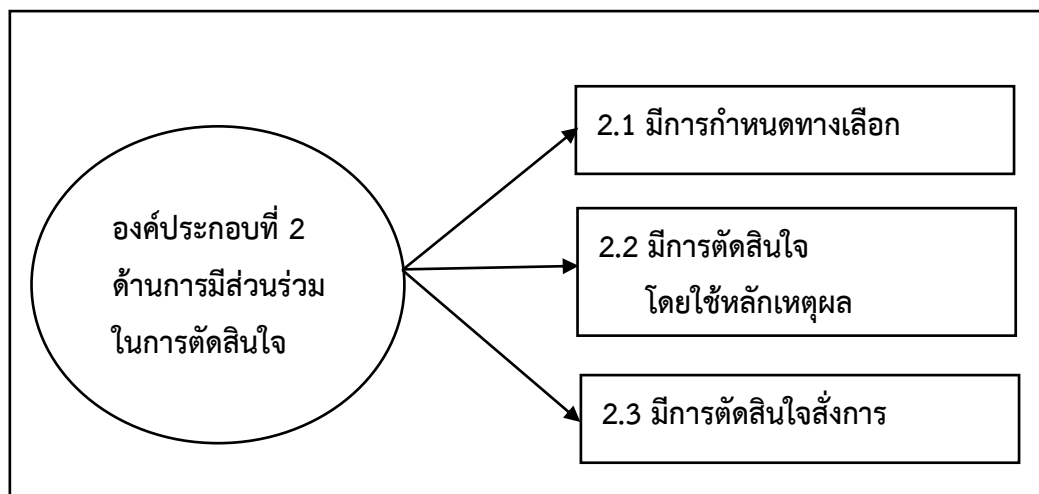 องค์ประกอบที่ 2
ด้านการมีส่วนร่วม
ในการตัดสินใจ
2.1 มีการกำหนดทางเลือก
2.2 มีการตัดสินใจ
โดยใช้หลักเหตุผล
2.3 มีการตัดสินใจสั่งการ